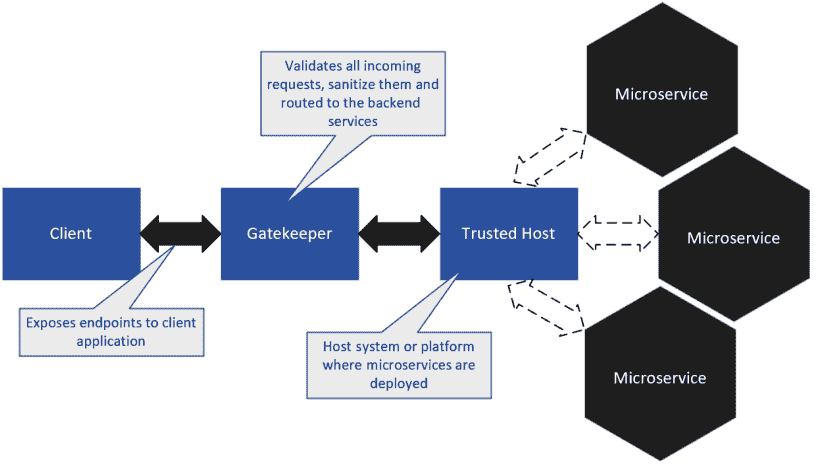 Validates all incoming
requests, sanitize them and
routed to the backend
services
Microservice
Client
Gatekeeper
Trusted Host
Microservice
Exposes endpoints to client
application
Host system or platform
where microservices are
deployed
Microservice